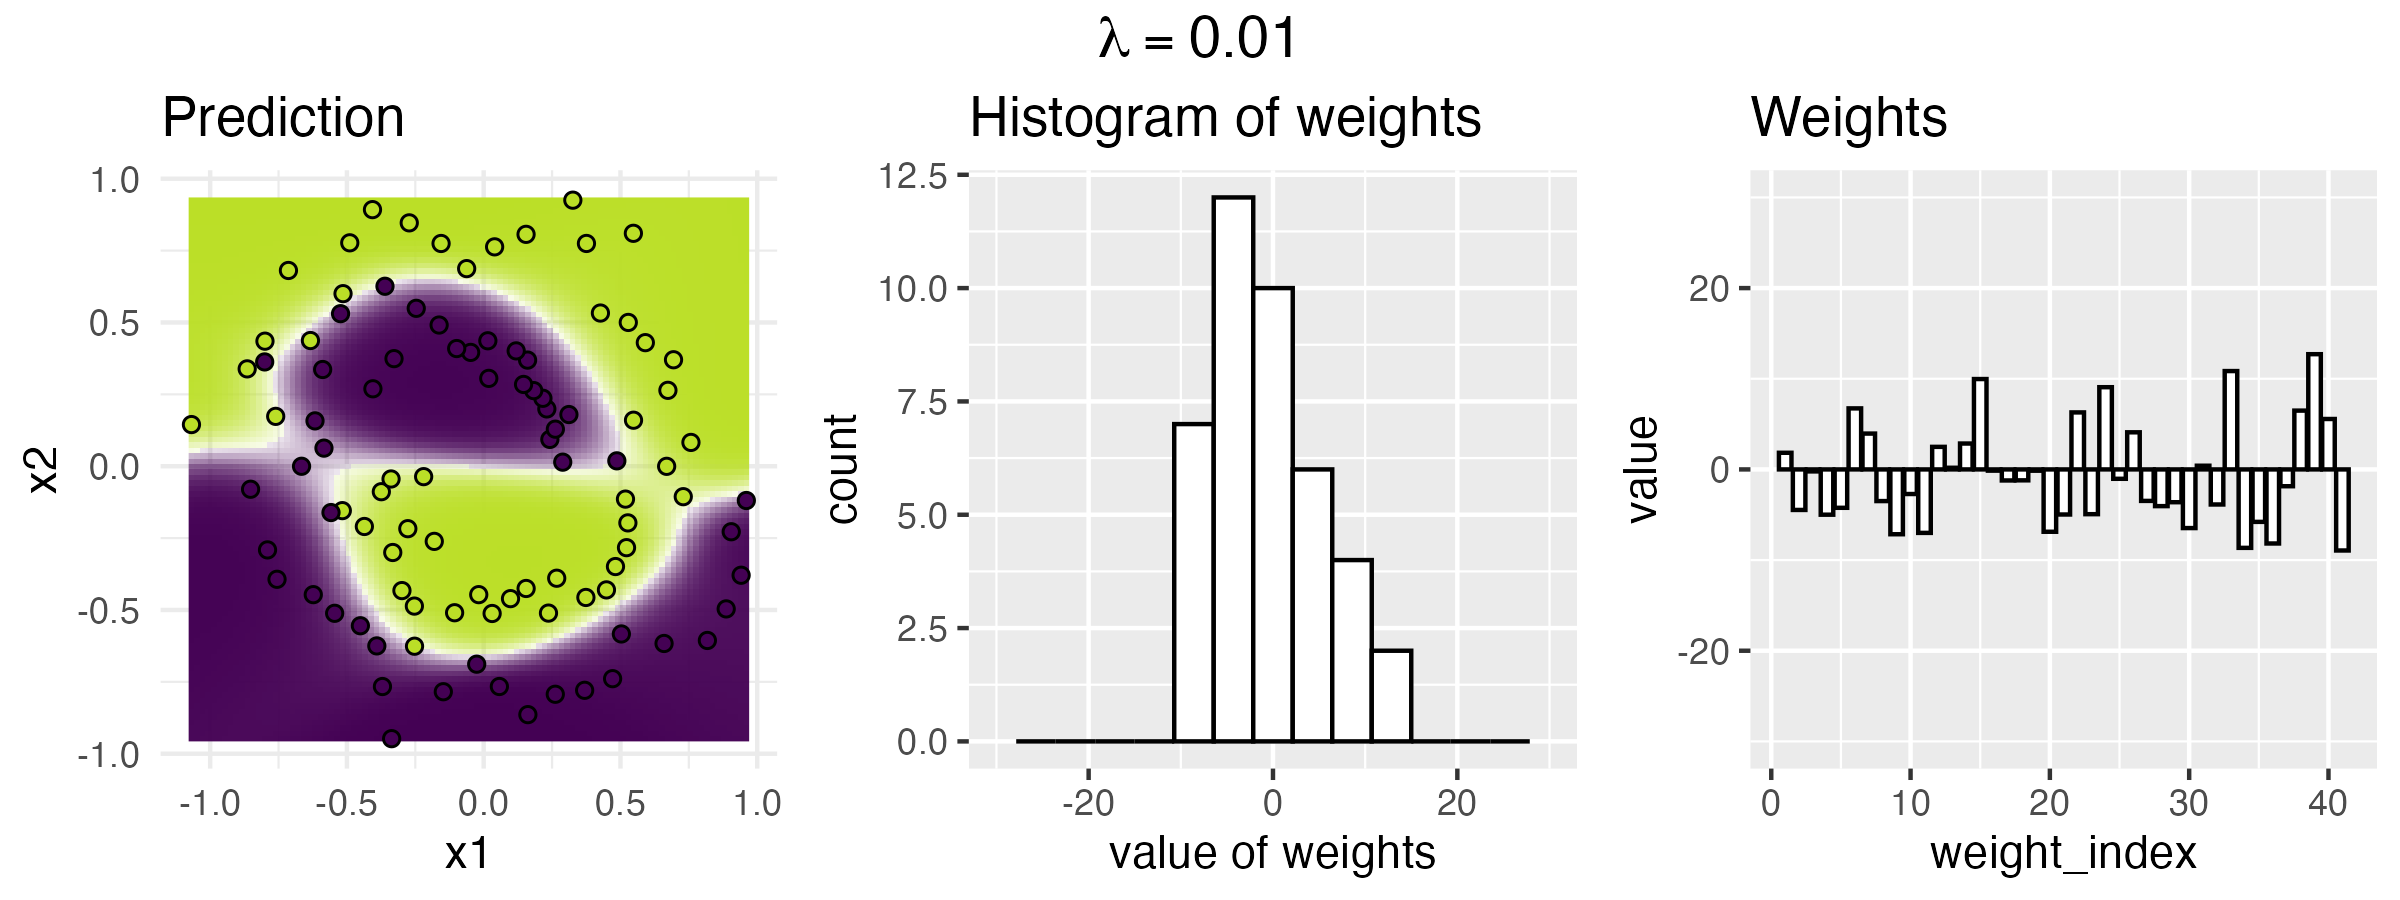 λ = 0.01
Prediction
1.0
0.5
0.0
-0.5
-1.0
x2
-1.0 -0.5 0.0 0.5 1.0
x1
Histogram of weights
12.5
10.0
7.5
5.0
2.5
0.0
count
-20 0 20
value of weights
Weights
20
0
-20
value
0 10 20 30 40
weight_index